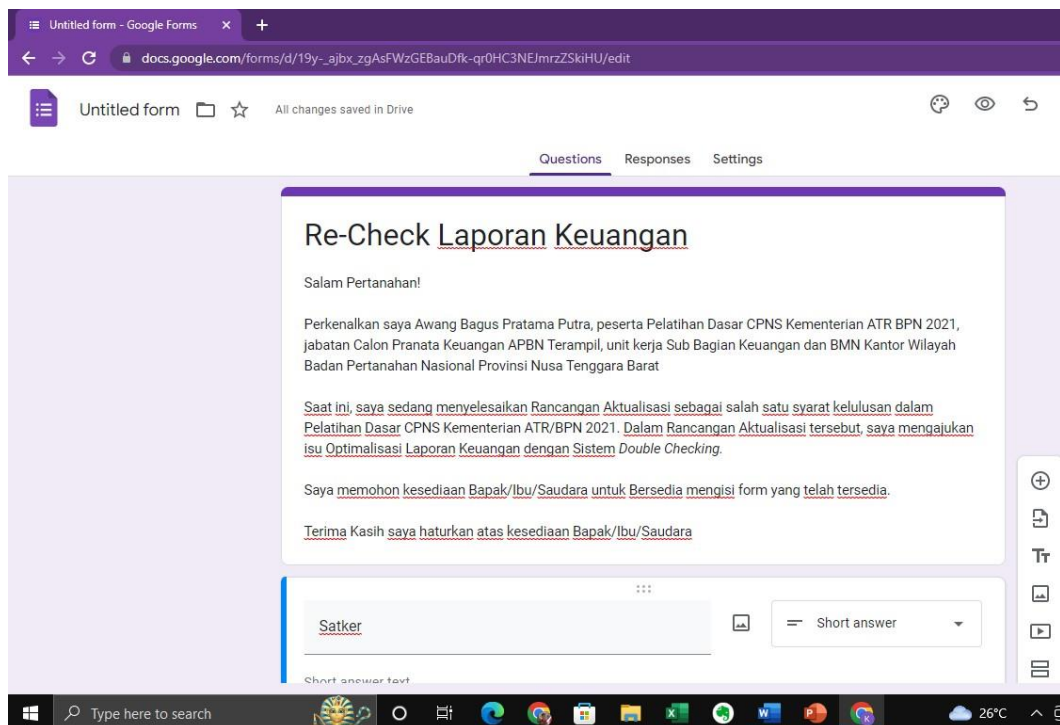 Untitled form - Google Forms
docs.google.com/forms/d/19y-_ajbx_zgAsFWzGEBauDfk-qr0HC3NEJmrzZSkiHU/edit
Untitled form All changes saved in Drive
Questions Responses Settings
Re-Check Laporan Keuangan
Salam Pertanahan!
Perkenalkan saya Awang Bagus Pratama Putra, peserta Pelatihan Dasar CPNS Kementerian ATR BPN 2021,
jabatan Calon Pranata Keuangan APBN Terampil, unit kerja Sub Bagian Keuangan dan BMN Kantor Wilayah
Badan Pertanahan Nasional Provinsi Nusa Tenggara Barat
Saat ini, saya sedang menyelesaikan Rancangan Aktualisasi sebagai salah satu syarat kelulusan dalam
Pelatihan Dasar CPNS Kementerian ATR/BPN 2021. Dalam Rancangan Aktualisasi tersebut, saya mengajukan
isu Optimalisasi Laporan Keuangan dengan Sistem Double Checking.
Saya memohon kesediaan Bapak/Ibu/Saudara untuk Bersedia mengisi form yang telah tersedia.
Terima Kasih saya haturkan atas kesediaan Bapak/Ibu/Saudara
Satker
Short answer
Short answer text
Type here to search
26°C